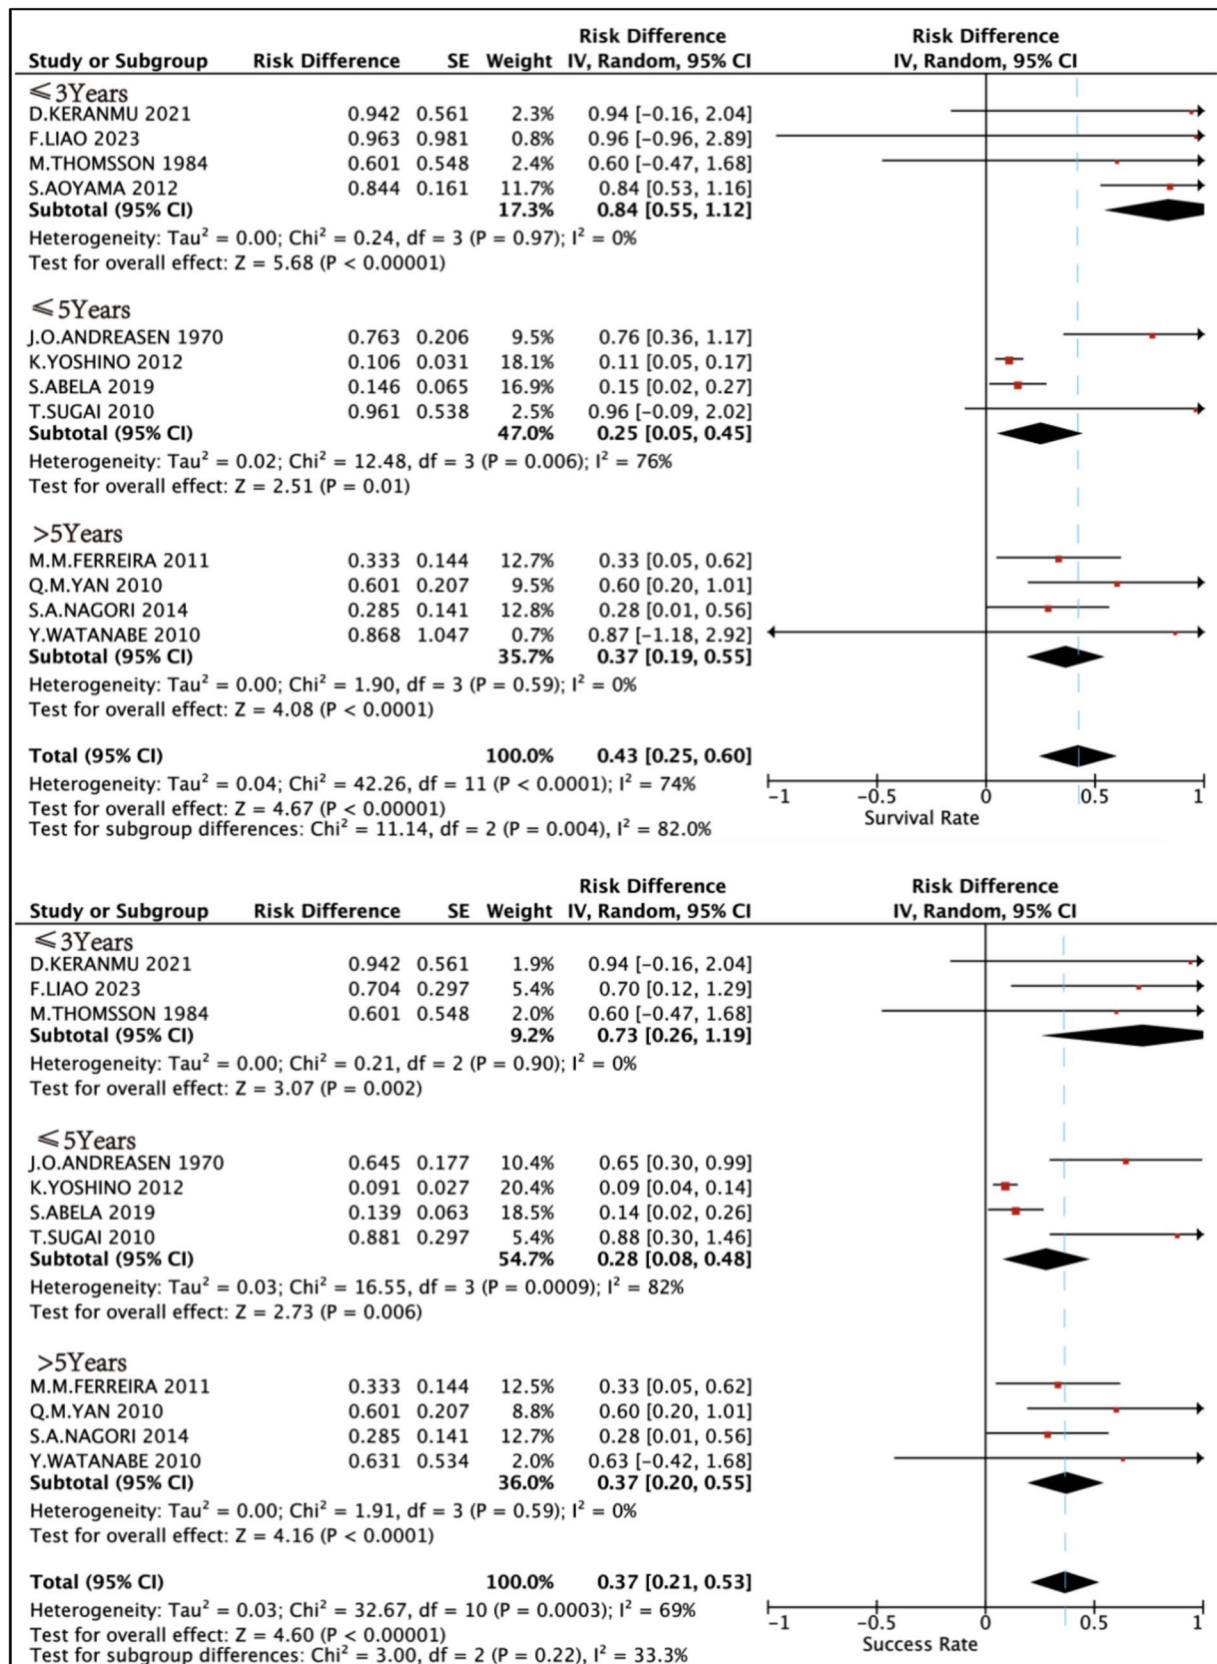 Risk Difference Risk Difference
Study or Subgroup Risk Difference SE Weight IV, Random, 95% CI IV, Random, 95% CI
≤3Years
D.KERANMU 2021 0.942 0.561 2.3% 0.94 [-0.16, 2.04]
F.LIAO 2023 0.963 0.981 0.8% 0.96 [-0.96, 2.89]
M.THOMSSON 1984 0.601 0.548 2.4% 0.60 [-0.47, 1.68]
S.AOYAMA 2012 0.844 0.161 11.7% 0.84 [0.53, 1.16]
Subtotal (95% CI) 17.3% 0.84 [0.55, 1.12]
Heterogeneity: Tau² = 0.00; Chi² = 0.24, df = 3 (P = 0.97); I² = 0%
Test for overall effect: Z = 5.68 (P < 0.00001)
≤5Years
J.O.ANDREASEN 1970 0.763 0.206 9.5% 0.76 [0.36, 1.17]
K.YOSHINO 2012 0.106 0.031 18.1% 0.11 [0.05, 0.17]
S.ABELA 2019 0.146 0.065 16.9% 0.15 [0.02, 0.27]
T.SUGAI 2010 0.961 0.538 2.5% 0.96 [-0.09, 2.02]
Subtotal (95% CI) 47.0% 0.25 [0.05, 0.45]
Heterogeneity: Tau² = 0.02; Chi² = 12.48, df = 3 (P = 0.006); I² = 76%
Test for overall effect: Z = 2.51 (P = 0.01)
>5Years
M.M.FERREIRA 2011 0.333 0.144 12.7% 0.33 [0.05, 0.62]
Q.M.YAN 2010 0.601 0.207 9.5% 0.60 [0.20, 1.01]
S.A.NAGORI 2014 0.285 0.141 12.8% 0.28 [0.01, 0.56]
Y.WATANABE 2010 0.868 1.047 0.7% 0.87 [-1.18, 2.92]
Subtotal (95% CI) 35.7% 0.37 [0.19, 0.55]
Heterogeneity: Tau² = 0.00; Chi² = 1.90, df = 3 (P = 0.59); I² = 0%
Test for overall effect: Z = 4.08 (P < 0.0001)
Total (95% CI) 100.0% 0.43 [0.25, 0.60]
Heterogeneity: Tau² = 0.04; Chi² = 42.26, df = 11 (P < 0.0001); I² = 74%
-1 -0.5 0 0.5 1
Test for overall effect: Z = 4.67 (P < 0.00001)
Survival Rate
Test for subgroup differences: Chi² = 11.14, df = 2 (P = 0.004), I² = 82.0%
Risk Difference Risk Difference
Study or Subgroup Risk Difference SE Weight IV, Random, 95% CI IV, Random, 95% CI
≤3Years
D.KERANMU 2021 0.942 0.561 1.9% 0.94 [-0.16, 2.04]
F.LIAO 2023 0.704 0.297 5.4% 0.70 [0.12, 1.29]
M.THOMSSON 1984 0.601 0.548 2.0% 0.60 [-0.47, 1.68]
Subtotal (95% CI) 9.2% 0.73 [0.26, 1.19]
Heterogeneity: Tau² = 0.00; Chi² = 0.21, df = 2 (P = 0.90); I² = 0%
Test for overall effect: Z = 3.07 (P = 0.002)
≤5Years
J.O.ANDREASEN 1970 0.645 0.177 10.4% 0.65 [0.30, 0.99]
K.YOSHINO 2012 0.091 0.027 20.4% 0.09 [0.04, 0.14]
S.ABELA 2019 0.139 0.063 18.5% 0.14 [0.02, 0.26]
T.SUGAI 2010 0.881 0.297 5.4% 0.88 [0.30, 1.46]
Subtotal (95% CI) 54.7% 0.28 [0.08, 0.48]
Heterogeneity: Tau² = 0.03; Chi² = 16.55, df = 3 (P = 0.0009); I² = 82%
Test for overall effect: Z = 2.73 (P = 0.006)
>5Years
M.M.FERREIRA 2011 0.333 0.144 12.5% 0.33 [0.05, 0.62]
Q.M.YAN 2010 0.601 0.207 8.8% 0.60 [0.20, 1.01]
S.A.NAGORI 2014 0.285 0.141 12.7% 0.28 [0.01, 0.56]
Y.WATANABE 2010 0.631 0.534 2.0% 0.63 [-0.42, 1.68]
Subtotal (95% CI) 36.0% 0.37 [0.20, 0.55]
Heterogeneity: Tau² = 0.00; Chi² = 1.91, df = 3 (P = 0.59); I² = 0%
Test for overall effect: Z = 4.16 (P < 0.0001)
Total (95% CI) 100.0% 0.37 [0.21, 0.53]
Heterogeneity: Tau² = 0.03; Chi² = 32.67, df = 10 (P = 0.0003); I² = 69%
-1 -0.5 0 0.5 1
Test for overall effect: Z = 4.60 (P < 0.00001)
Success Rate
Test for subgroup differences: Chi² = 3.00, df = 2 (P = 0.22), I² = 33.3%